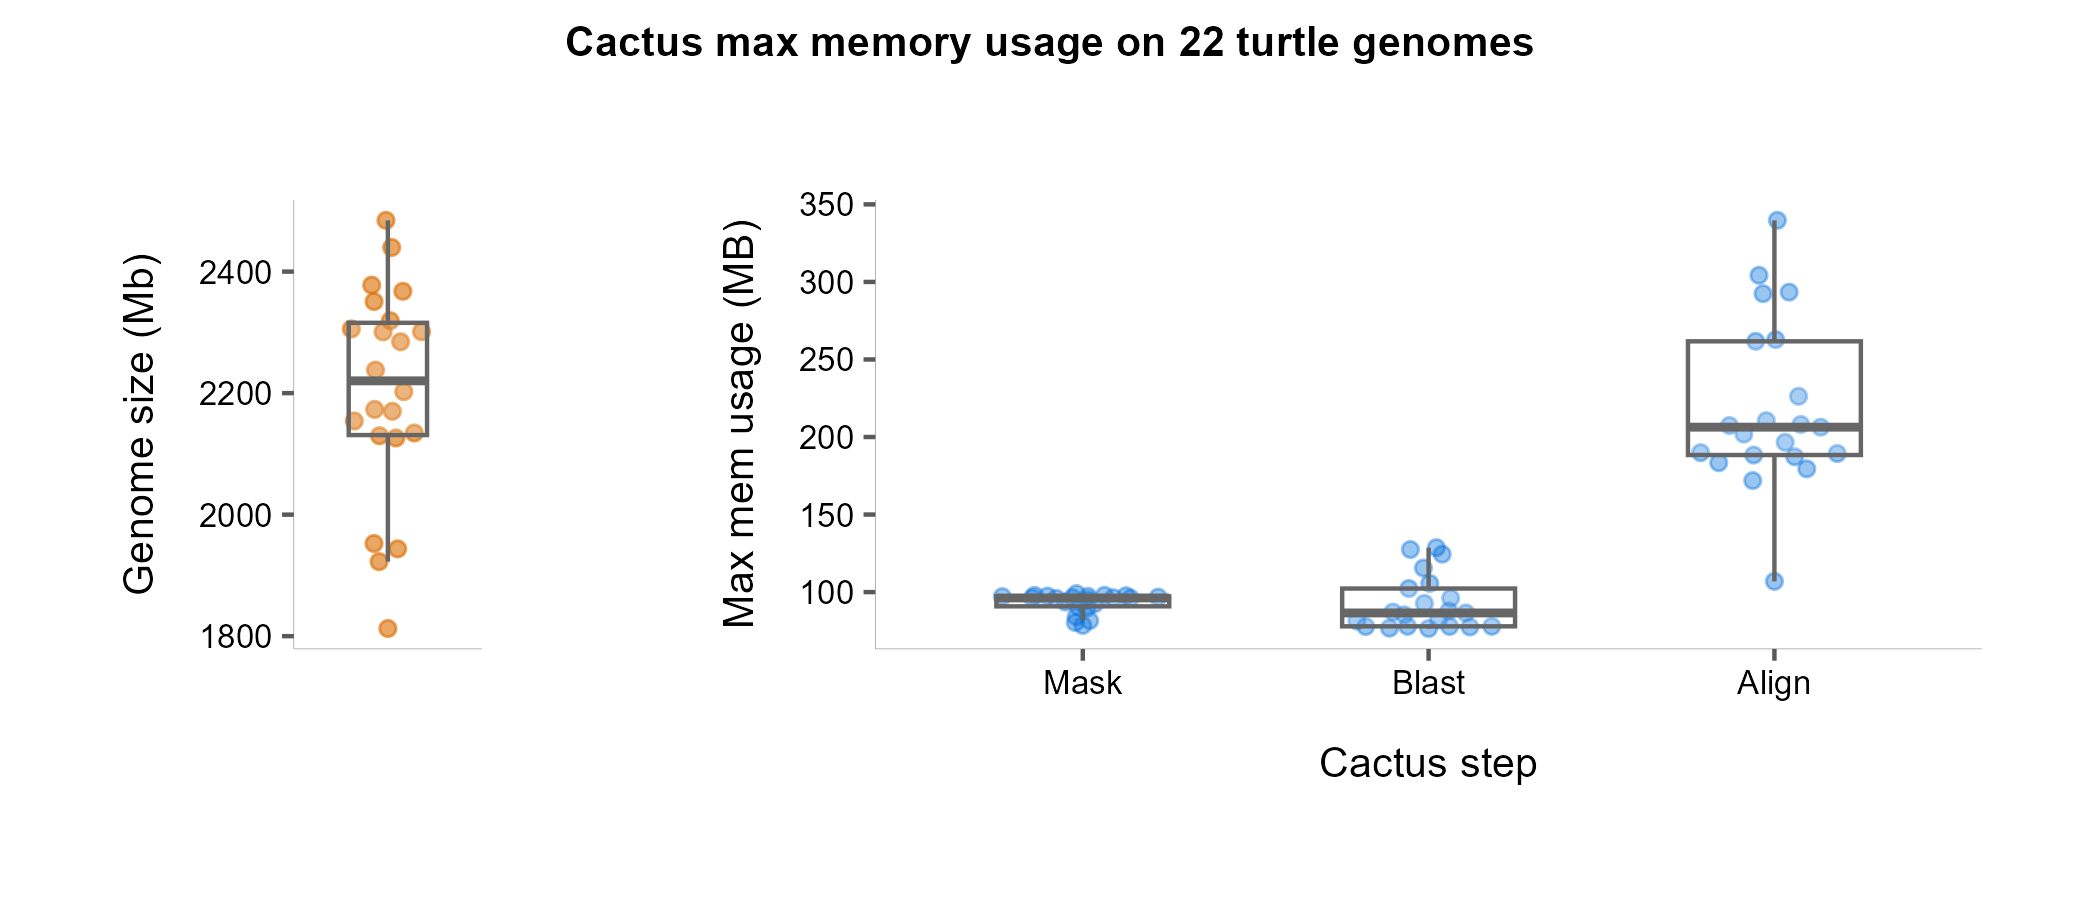 Cactus max memory usage on 22 turtle genomes
Genome size (Mb)
2400
2200
2000
1800
Max mem usage (MB)
350
300
250
200
150
100
Mask Blast Align
Cactus step